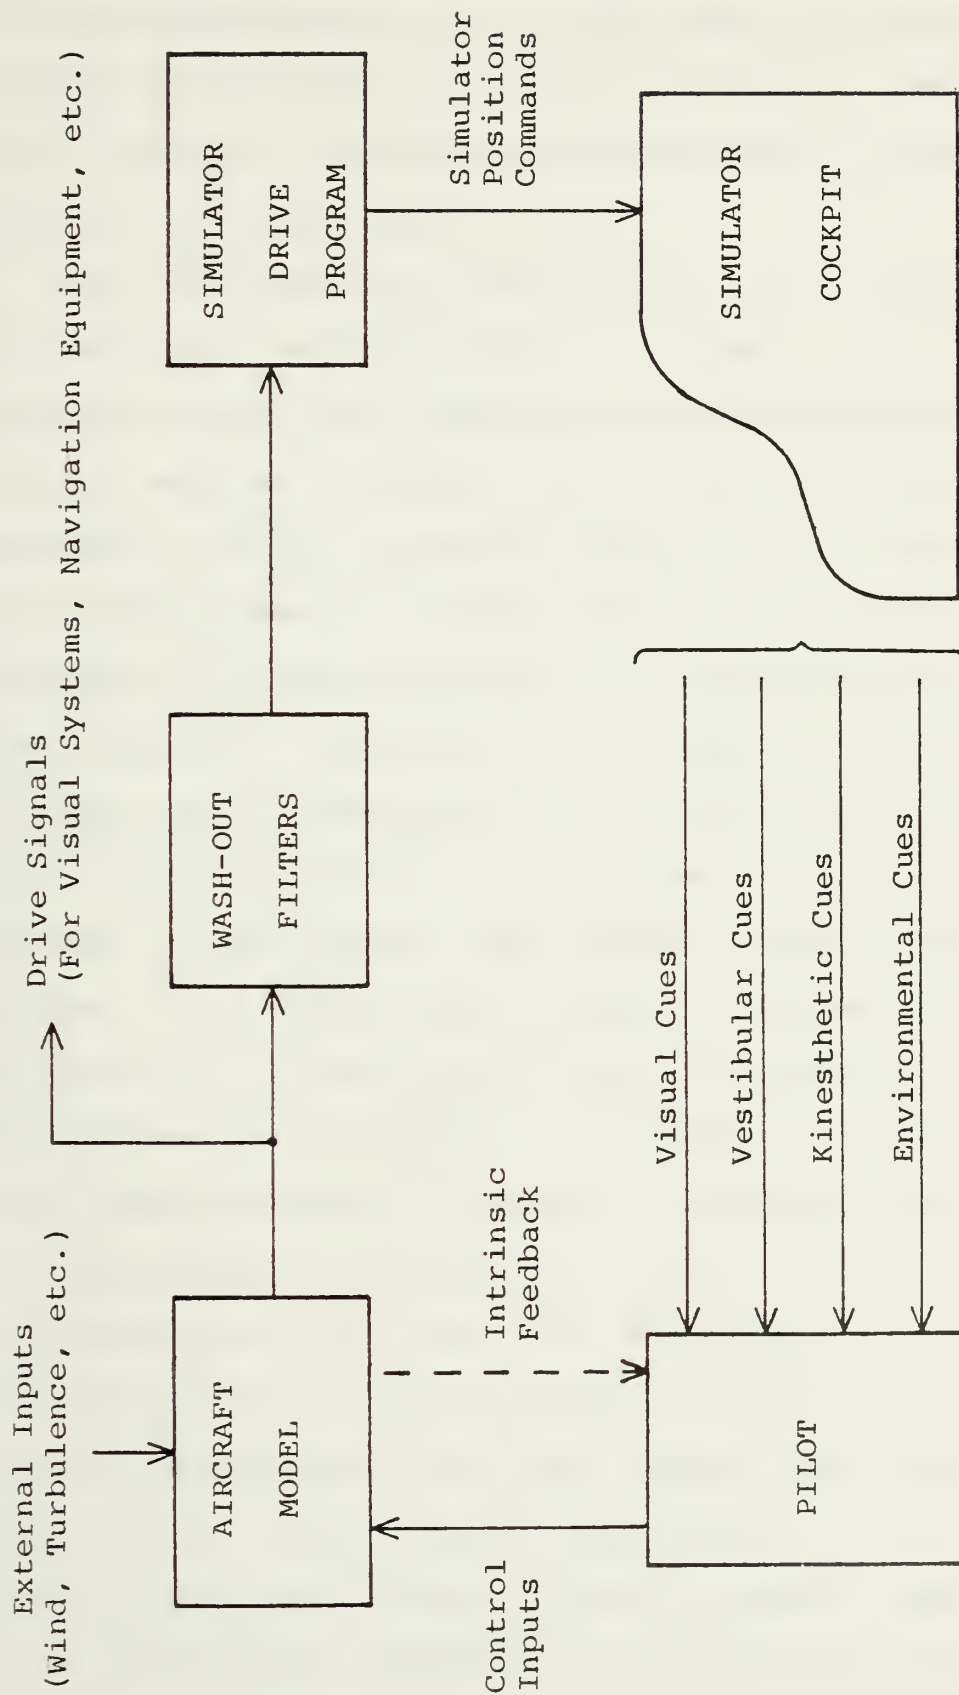 External Inputs
(Wind, Turbulence, etc.)
Drive Signals
(For Visual Systems, Navigation Equipment, etc.)
AIRCRAFT
MODEL
WASH-OUT
FILTERS
SIMULATOR
DRIVE
PROGRAM
Control
Inputs
Intrinsic
Feedback
Simulator
Position
Commands
Visual Cues
Vestibular Cues
Kinesthetic Cues
Environmental Cues
PILOT
SIMULATOR
COCKPIT